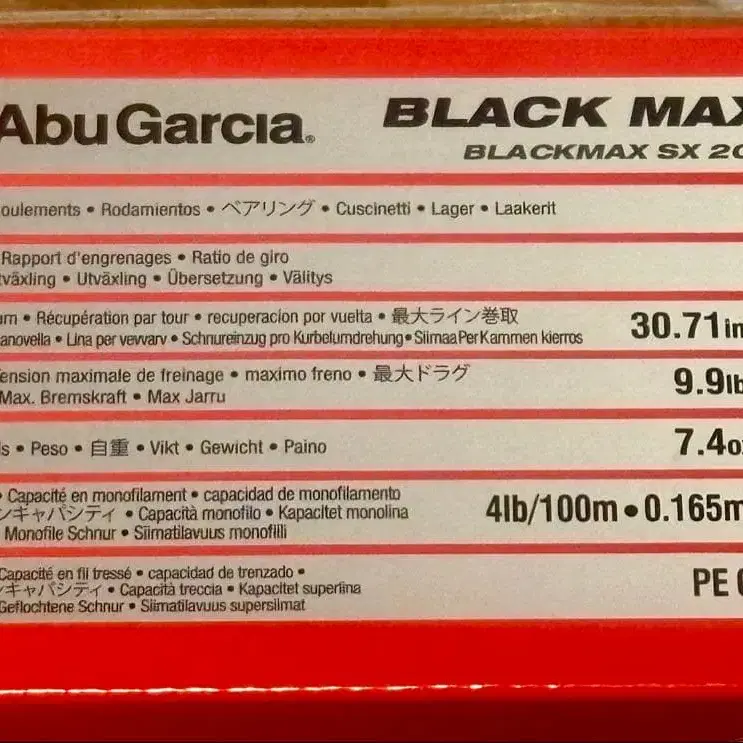 Abu Garcia®
BLACK MAX
BLACKMAX SX 20
oulements • Rodamientos • ベアリング • Cuscinetti • Lager • Laakerit
Rapport d'engrenages • Ratio de giro
tväxling • Utväxling • Übersetzung • Välitys
um • Récupération par tour • recuperacion por vuelta • 最大ライン巻取
anovella • Lina per vevvarv • Schnureinzug pro Kurbelumdrehung • SiimaaPerKammen kierros
30.71in
ension maximale de freinage • maximo freno • 最大ドラグ
Max. Bremskraft • Max Jarru
9.9lb
ds • Peso • 自重 • Vikt • Gewicht • Paino
7.4o
• Capacité en monofilament • capacidad de monofilamento
ンキャパシティ • Capacità monofilo • Kapacitet monolina
Monofile Schnur • Siimatilavuus monofiili
4lb/100m • 0.165m
Capacité en fil tressé • capacidad de trenzado •
ンキャパシティ • Capacità treccia • Kapacitet superlina
Geflochtene Schnur • Siimatilavuus supersiimat
PE